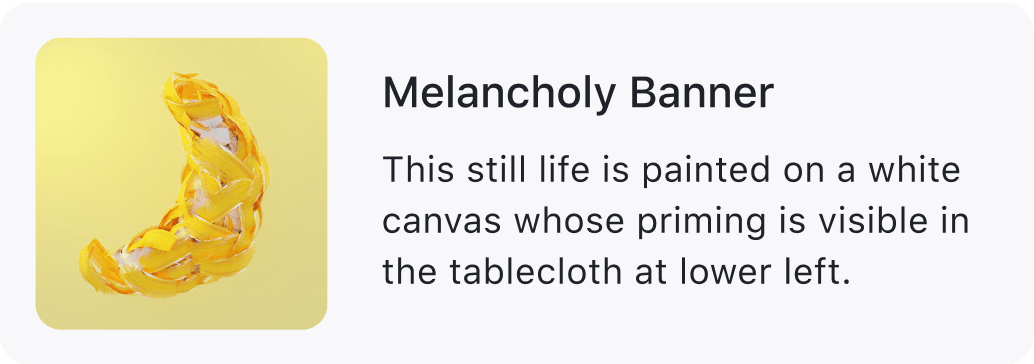 Melancholy Banner
This still life is painted on a white
canvas whose priming is visible in
the tablecloth at lower left.